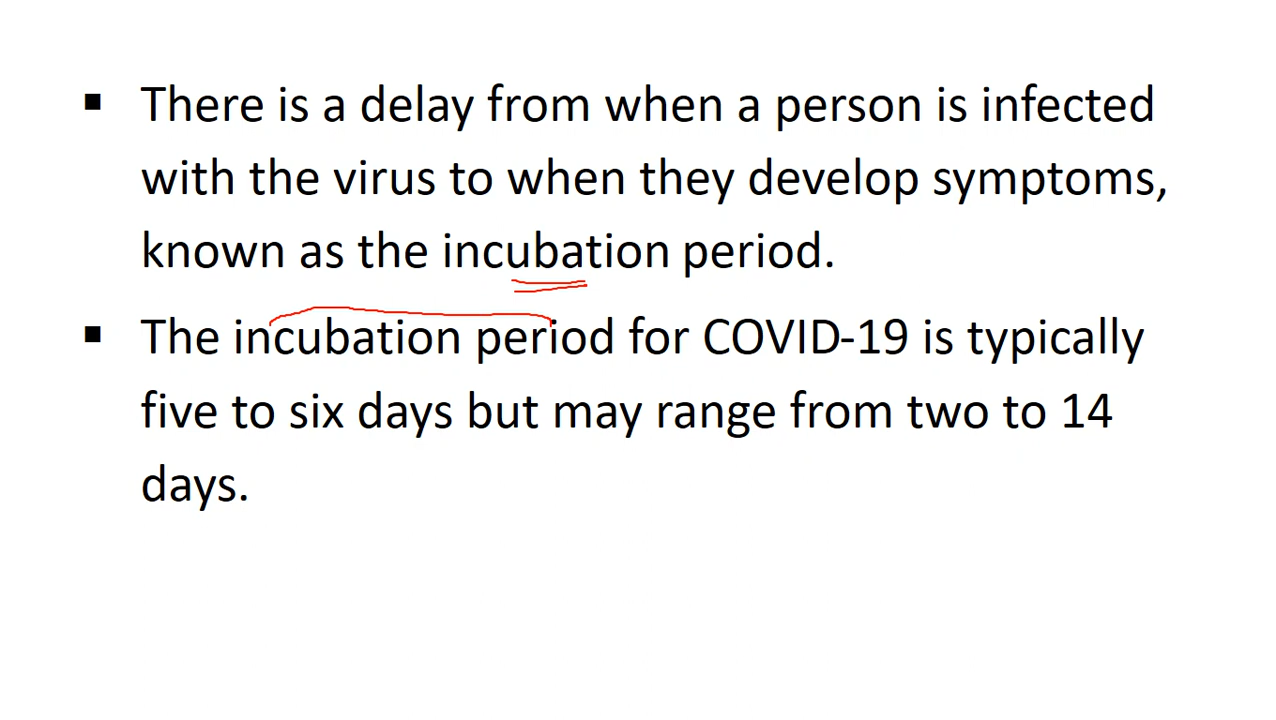 ▪ There is a delay from when a person is infected
with the virus to when they develop symptoms,
known as the incubation period.
▪ The incubation period for COVID-19 is typically
five to six days but may range from two to 14
days.